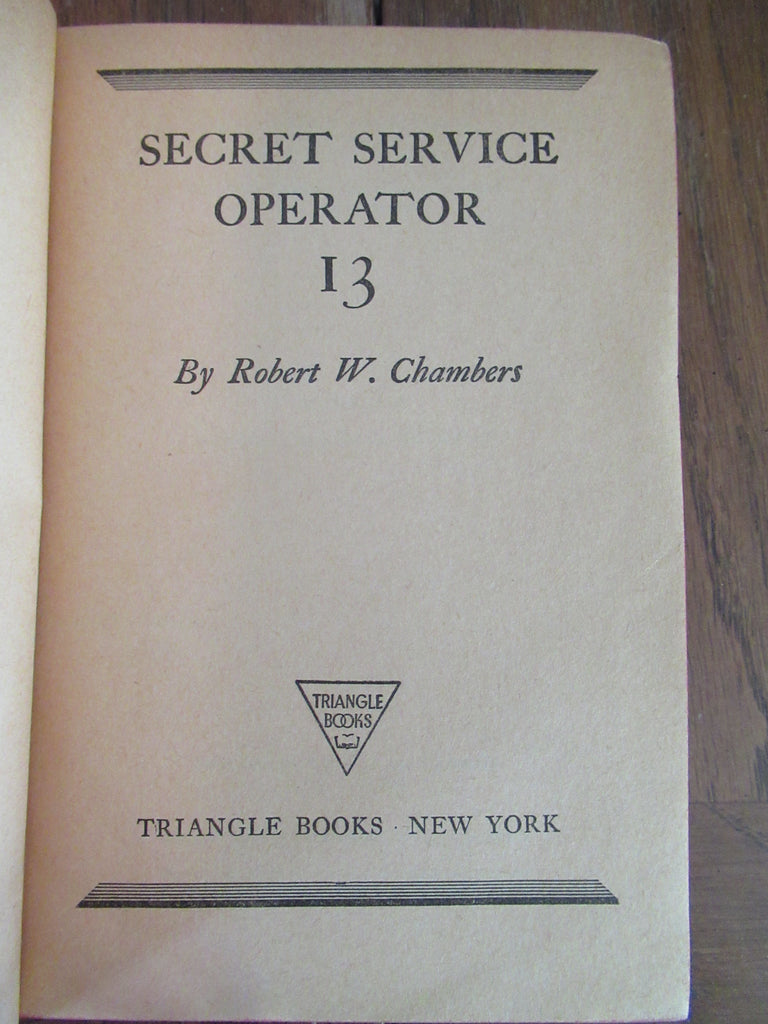 SECRET SERVICE
OPERATOR
13
By Robert W. Chambers
TRIANGLE
BOOKS
TRIANGLE BOOKS · NEW YORK